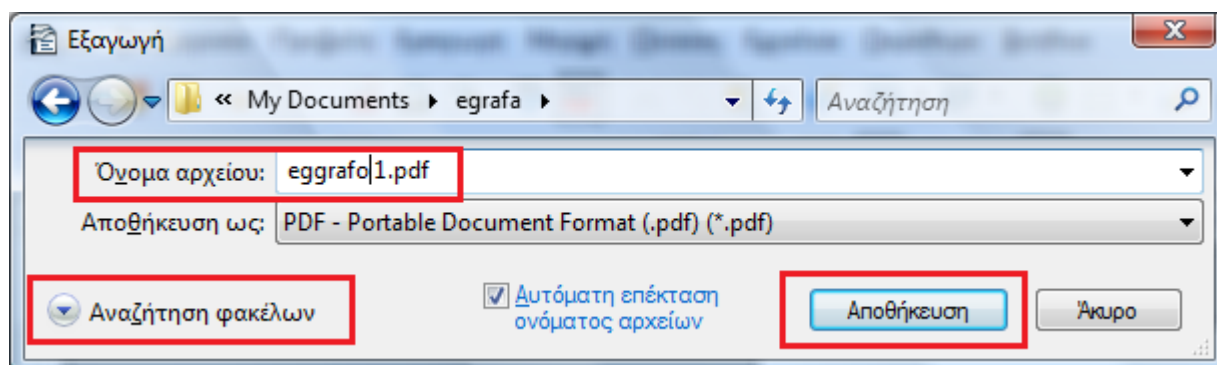 Εξαγωγή
« My Documents egrafa Αναζήτηση
Όνομα αρχείου: eggrafo1.pdf
Αποθήκευση ως: PDF - Portable Document Format (.pdf) (*.pdf)
Αναζήτηση φακέλων
Αυτόματη επέκταση
ονόματος αρχείων
Αποθήκευση
Άκυρο